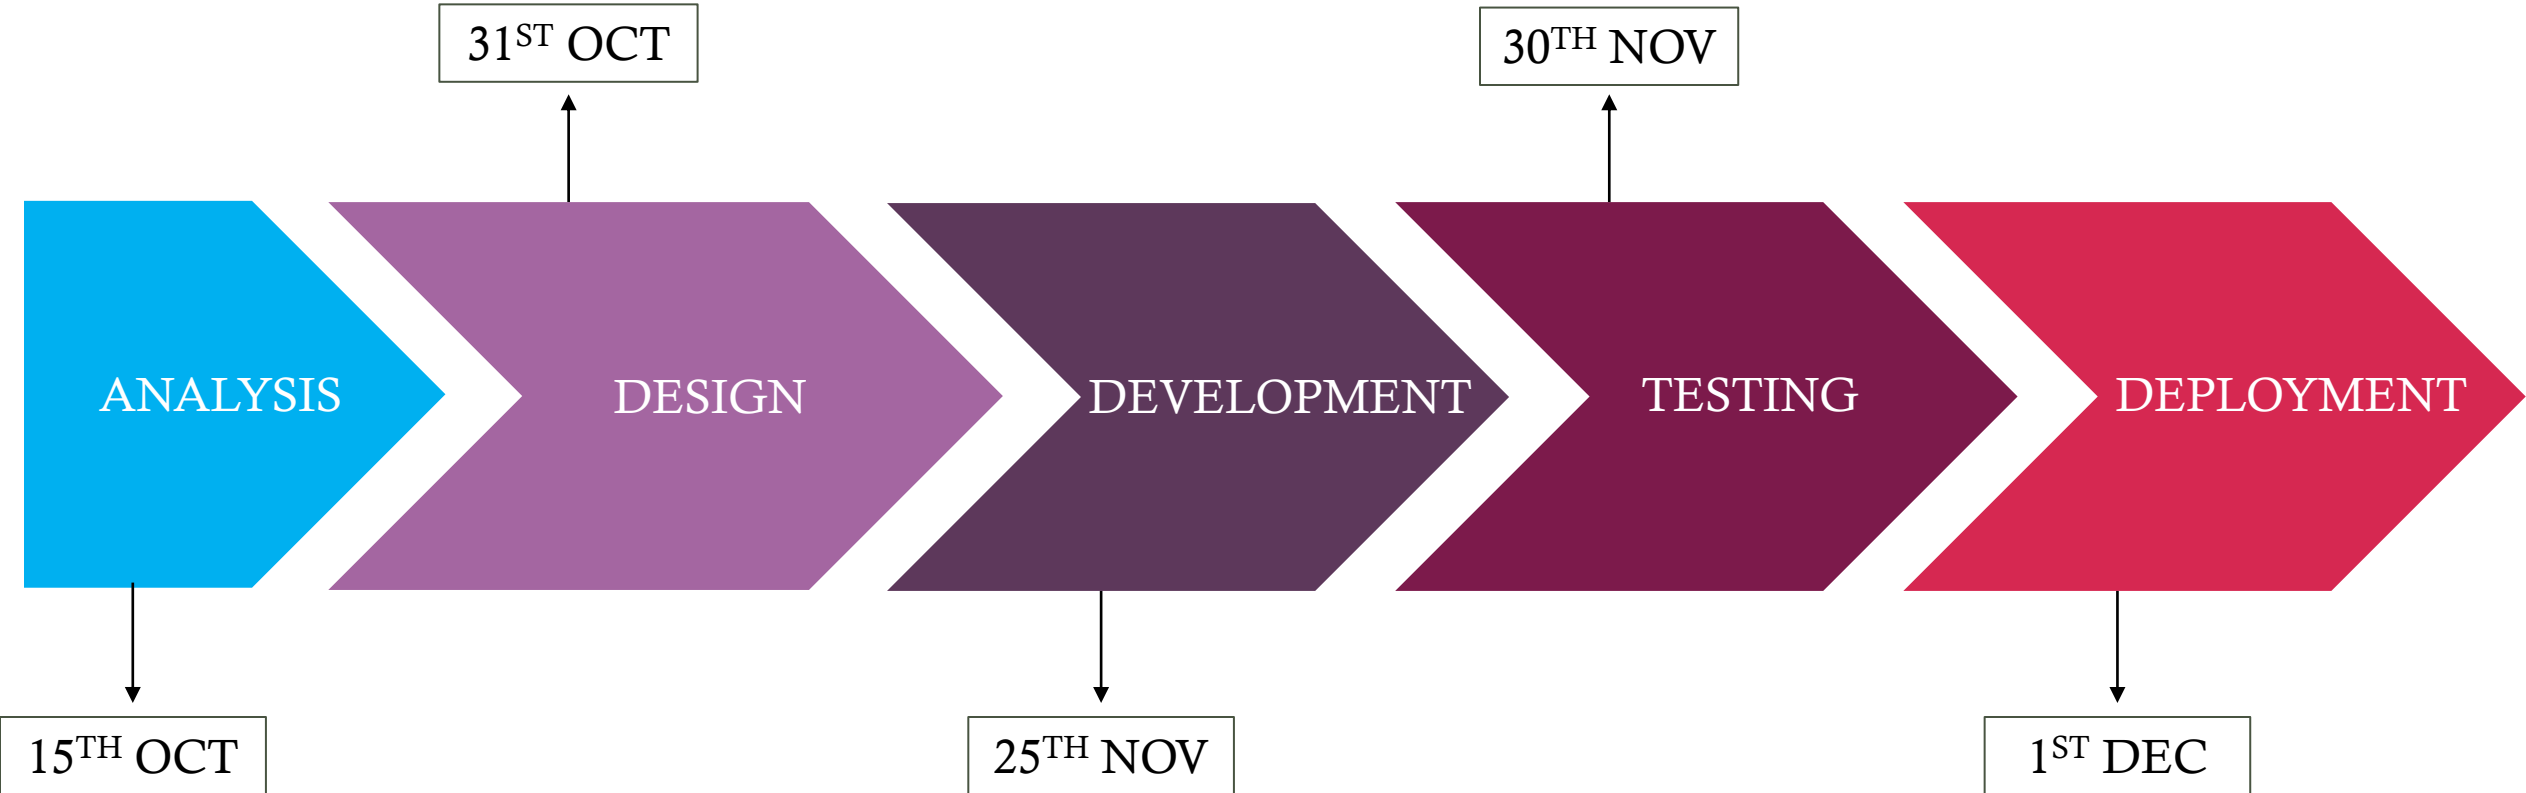 31ST OCT
30TH NOV
ANALYSIS
DESIGN
DEVELOPMENT
TESTING
DEPLOYMENT
15TH OCT
25TH NOV
1ST DEC